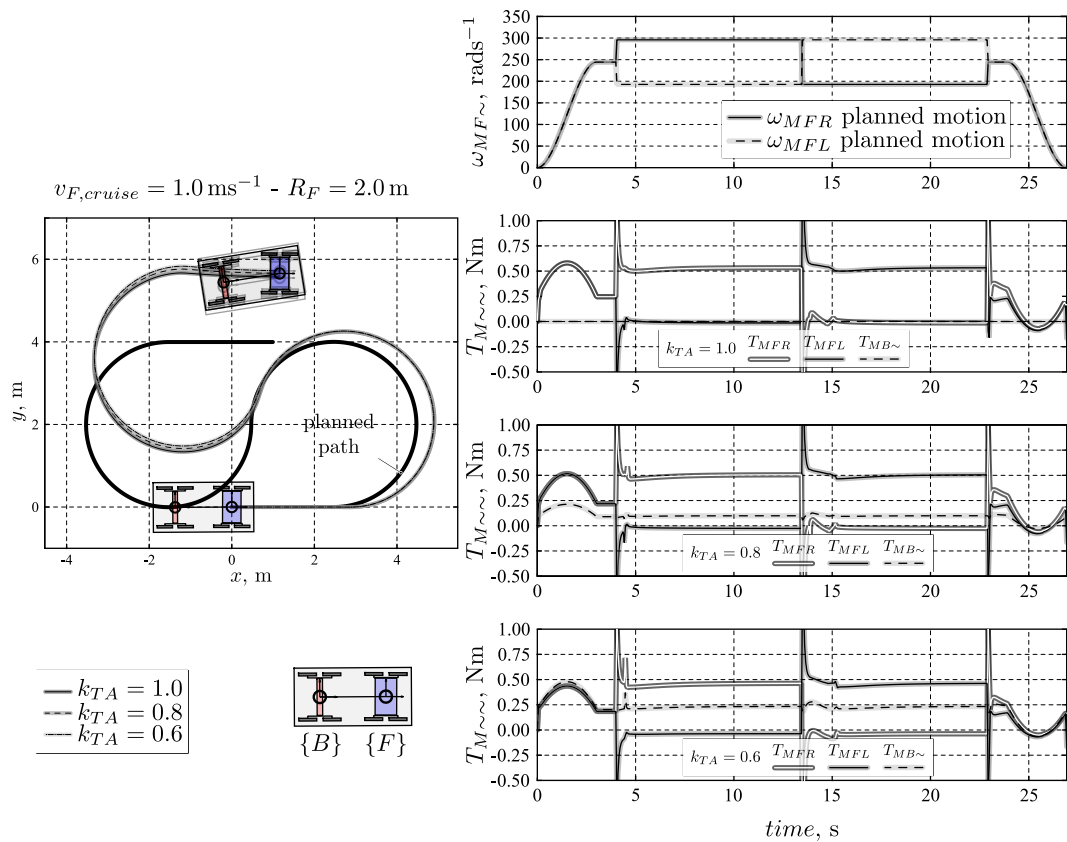 350
300
250
200
150
100
50
0
ω_{MF∼}, rads⁻¹
ω_{MFR} planned motion
ω_{MFL} planned motion
0 5 10 15 20 25
v_{F,cruise} = 1.0 ms⁻¹ - R_F = 2.0 m
6
4
2
0
y, m
planned
path
-4 -2 0 2 4
x, m
1.00
0.75
0.50
0.25
0.00
-0.25
-0.50
T_{M∼∼}, Nm
k_{TA} = 1.0 T_{MFR} T_{MFL} T_{MB∼}
0 5 10 15 20 25
1.00
0.75
0.50
0.25
0.00
-0.25
-0.50
T_{M∼∼}, Nm
k_{TA} = 0.8 T_{MFR} T_{MFL} T_{MB∼}
0 5 10 15 20 25
k_{TA} = 1.0
k_{TA} = 0.8
k_{TA} = 0.6
{B} {F}
1.00
0.75
0.50
0.25
0.00
-0.25
-0.50
T_{M∼∼}, Nm
k_{TA} = 0.6 T_{MFR} T_{MFL} T_{MB∼}
0 5 10 15 20 25
time, s